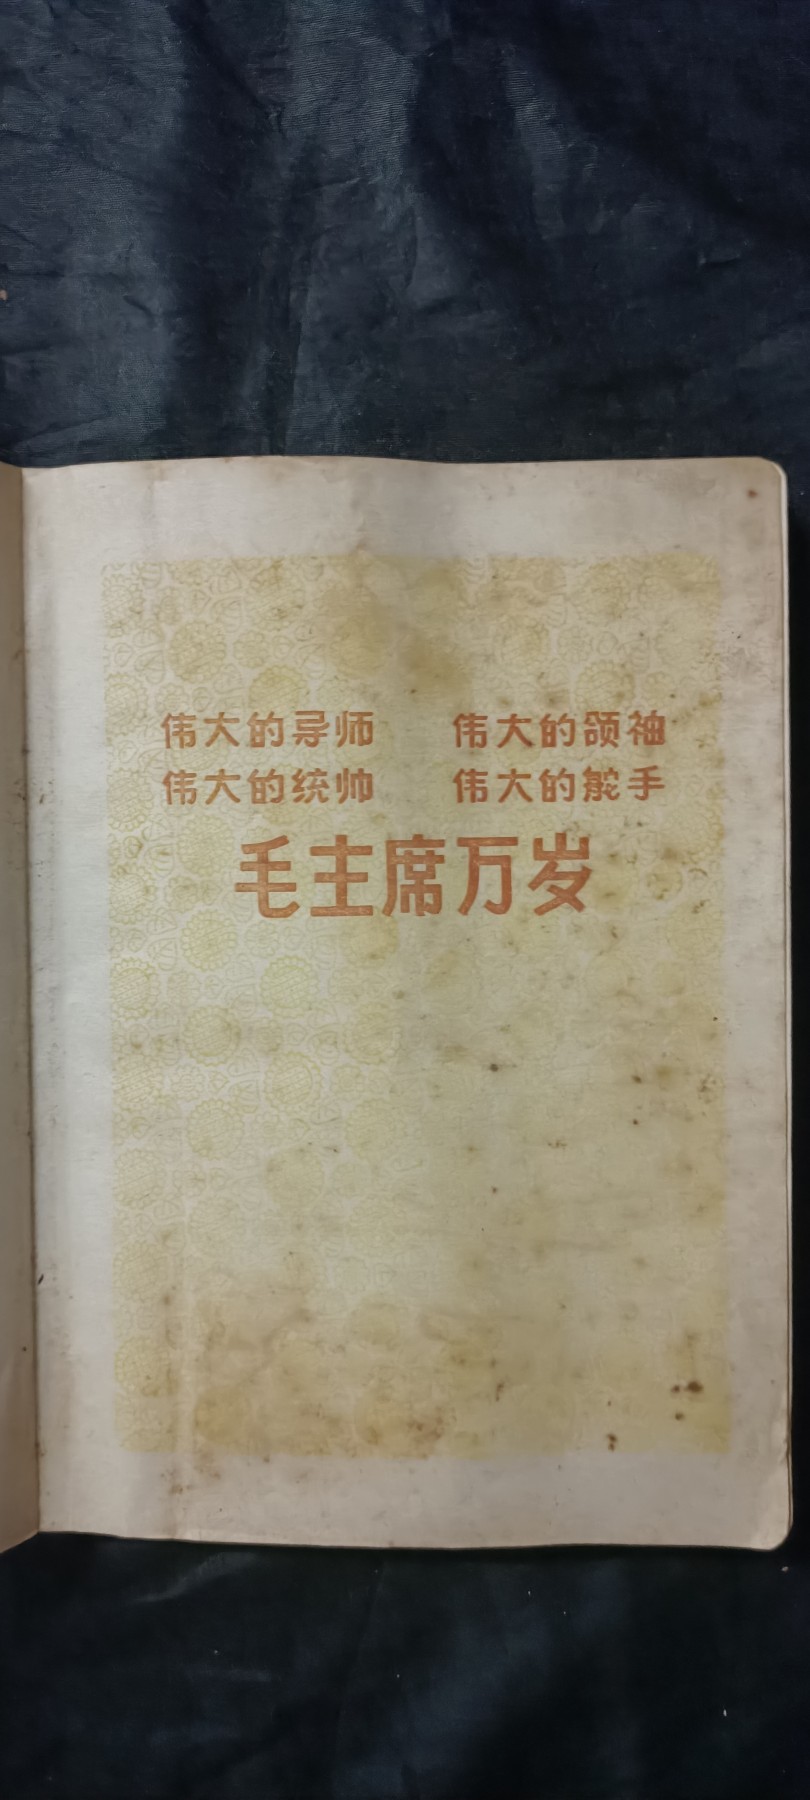 伟大的导师 伟大的领袖
伟大的统帅 伟大的舵手
毛主席万岁